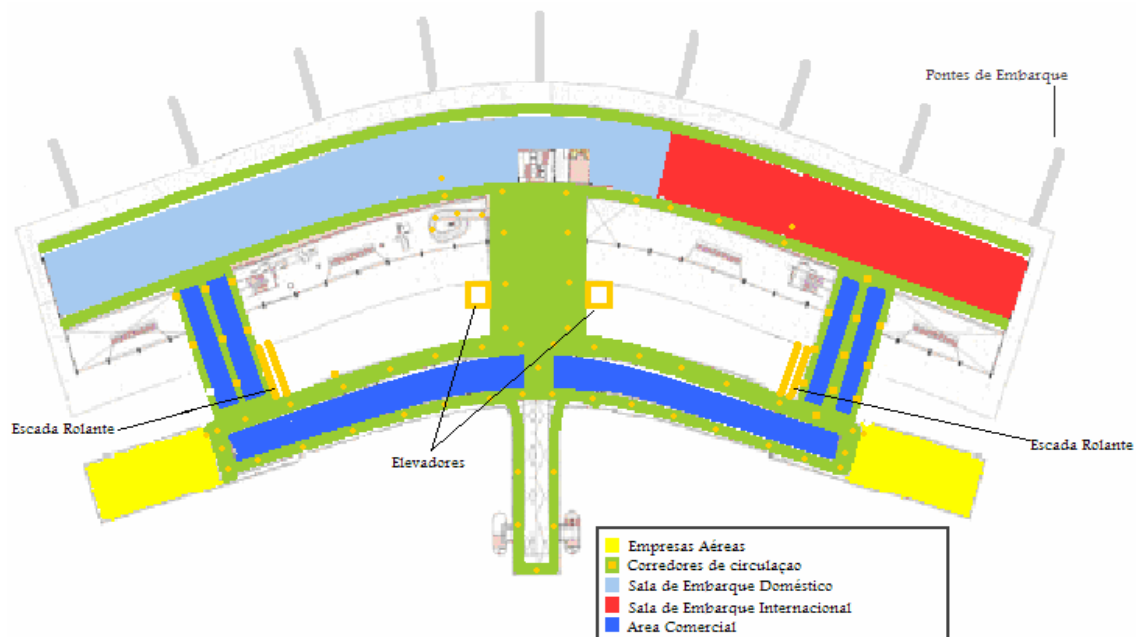 Pontes de Embarque
Escada Rolante
Elevadores
Escada Rolante
Empresas Aéreas
Corredores de circulaçao
Sala de Embarque Doméstico
Sala de Embarque Internacional
Area Comercial